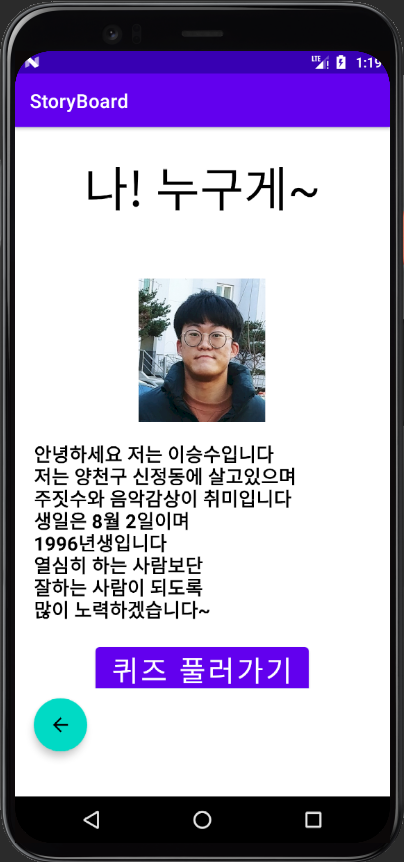 LTE 1:19
StoryBoard
나! 누구게~
안녕하세요 저는 이승수입니다
저는 양천구 신정동에 살고있으며
주짓수와 음악감상이 취미입니다
생일은 8월 2일이며
1996년생입니다
열심히 하는 사람보단
잘하는 사람이 되도록
많이 노력하겠습니다~
퀴즈 풀러가기